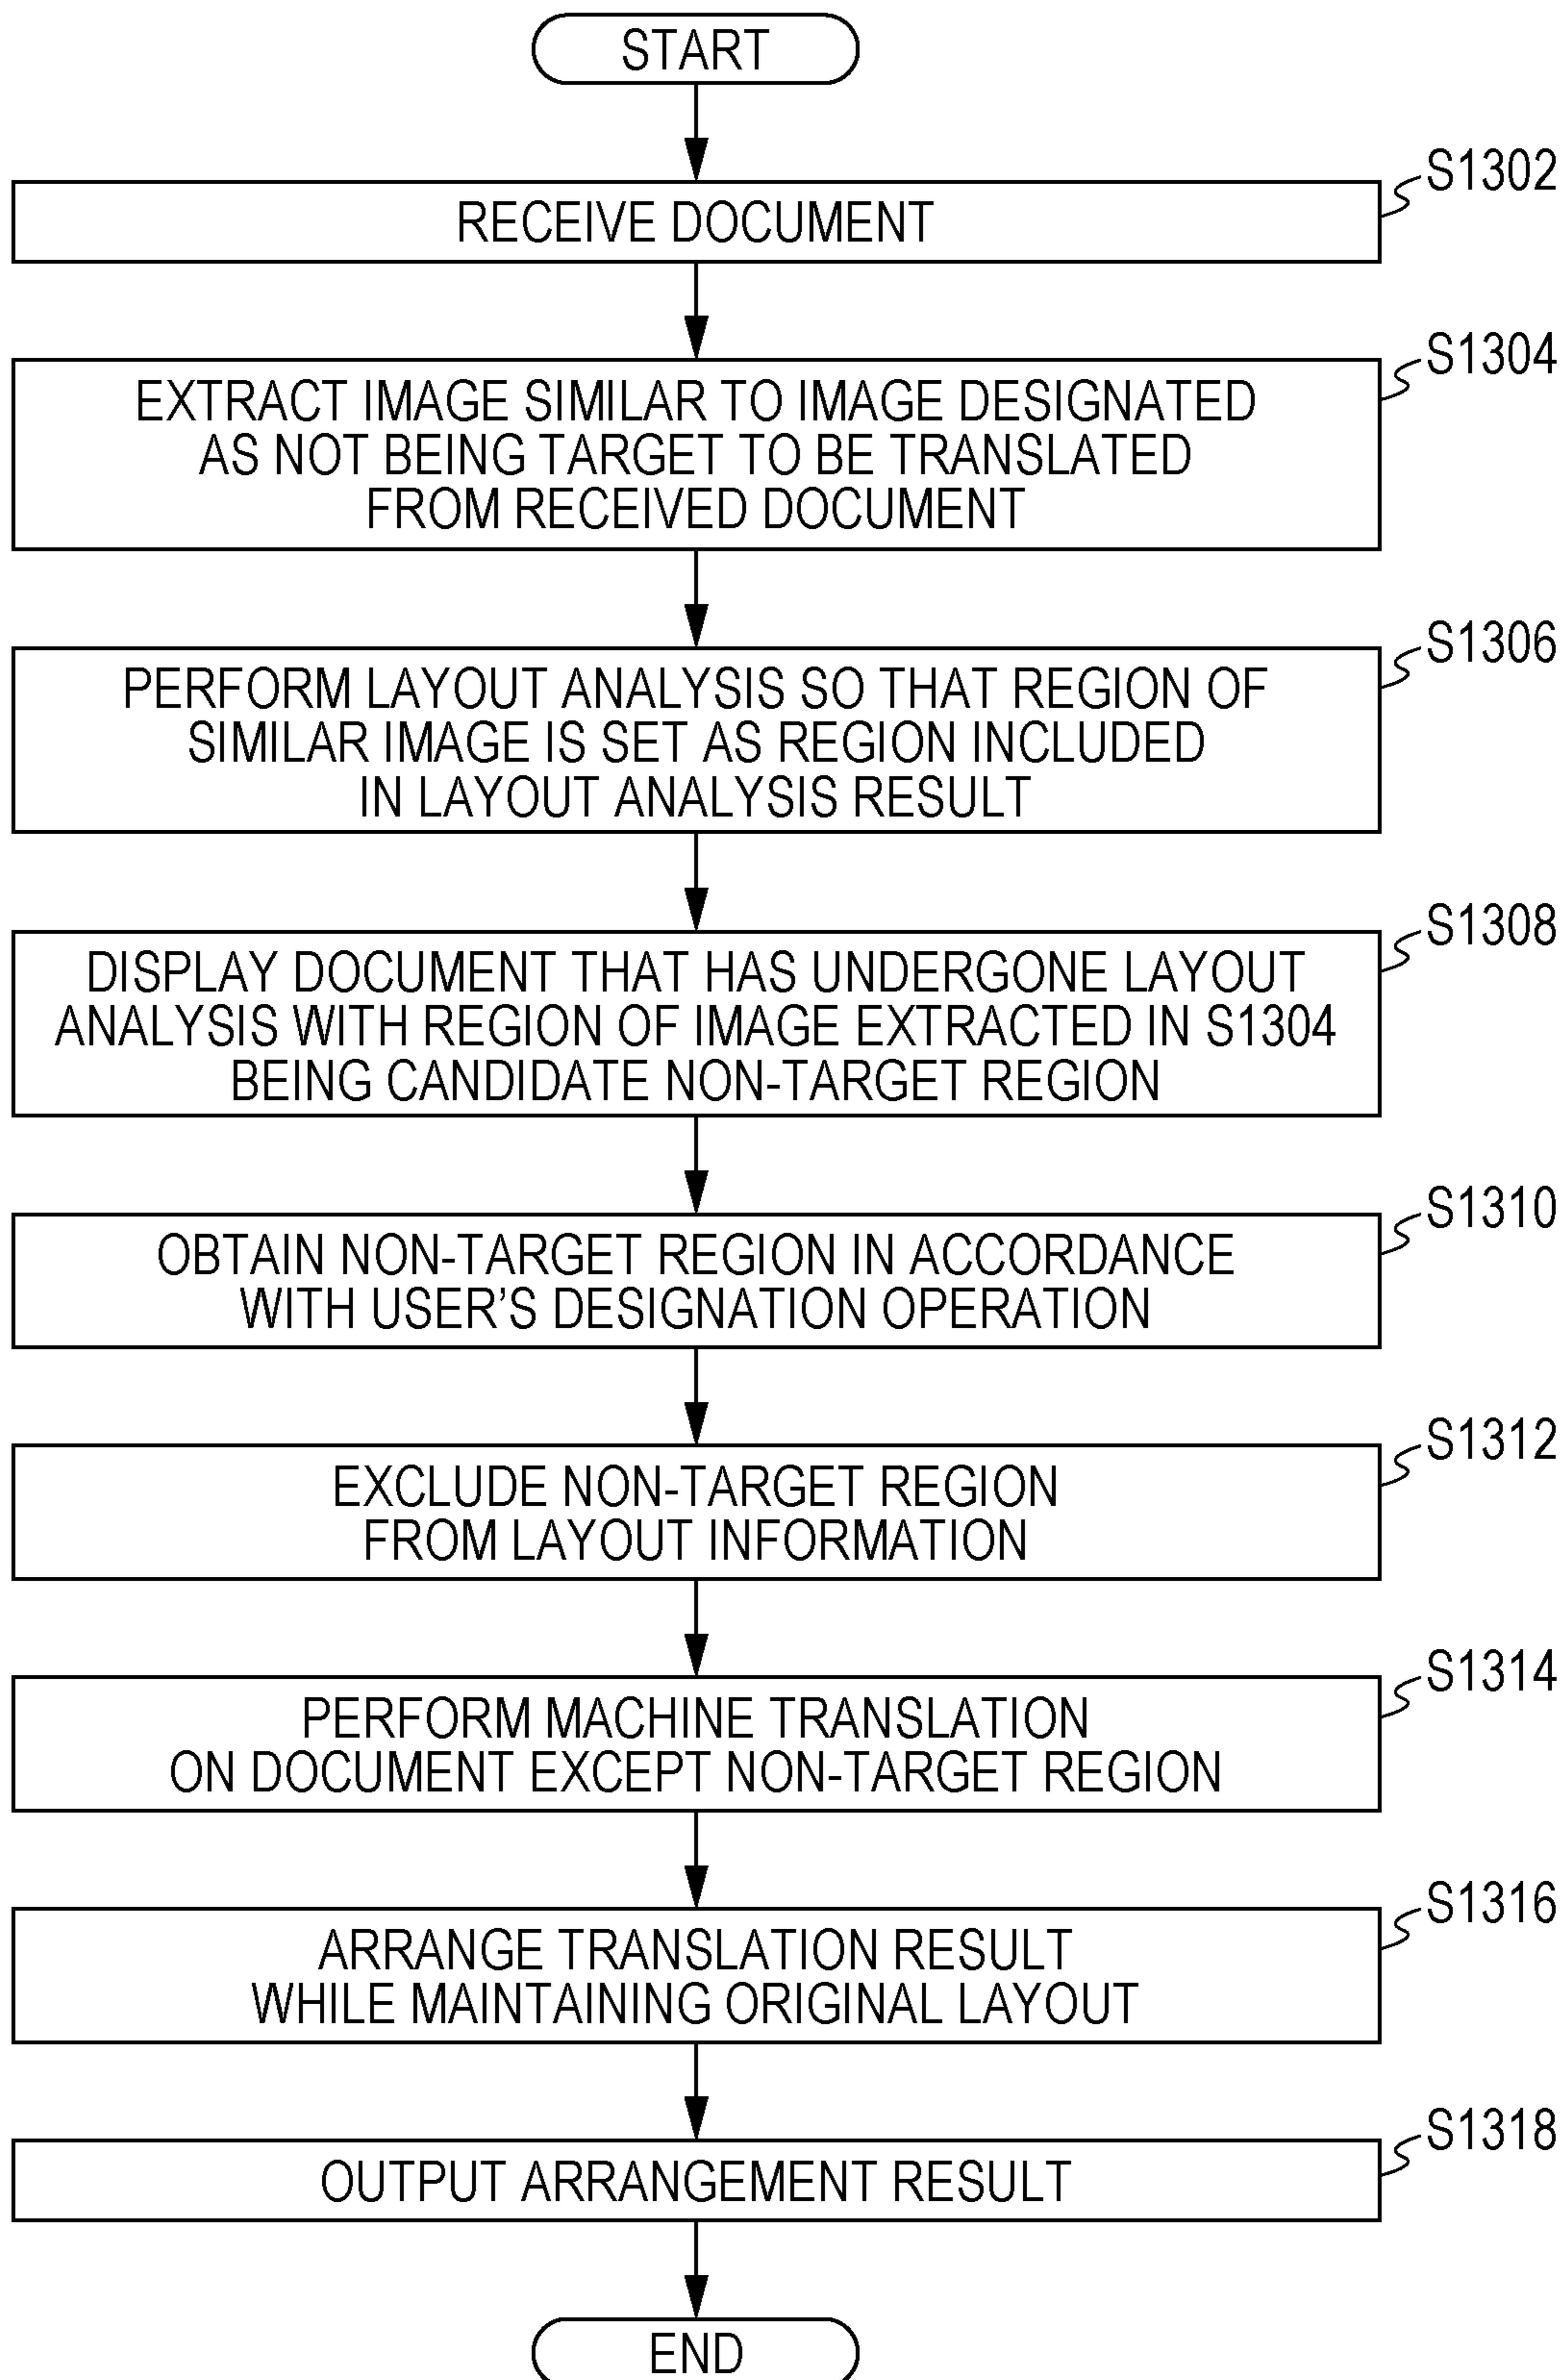 START
S1302
RECEIVE DOCUMENT
S1304
EXTRACT IMAGE SIMILAR TO IMAGE DESIGNATED
AS NOT BEING TARGET TO BE TRANSLATED
FROM RECEIVED DOCUMENT
S1306
PERFORM LAYOUT ANALYSIS SO THAT REGION OF
SIMILAR IMAGE IS SET AS REGION INCLUDED
IN LAYOUT ANALYSIS RESULT
S1308
DISPLAY DOCUMENT THAT HAS UNDERGONE LAYOUT
ANALYSIS WITH REGION OF IMAGE EXTRACTED IN S1304
BEING CANDIDATE NON-TARGET REGION
S1310
OBTAIN NON-TARGET REGION IN ACCORDANCE
WITH USER’S DESIGNATION OPERATION
S1312
EXCLUDE NON-TARGET REGION
FROM LAYOUT INFORMATION
S1314
PERFORM MACHINE TRANSLATION
ON DOCUMENT EXCEPT NON-TARGET REGION
S1316
ARRANGE TRANSLATION RESULT
WHILE MAINTAINING ORIGINAL LAYOUT
S1318
OUTPUT ARRANGEMENT RESULT
END